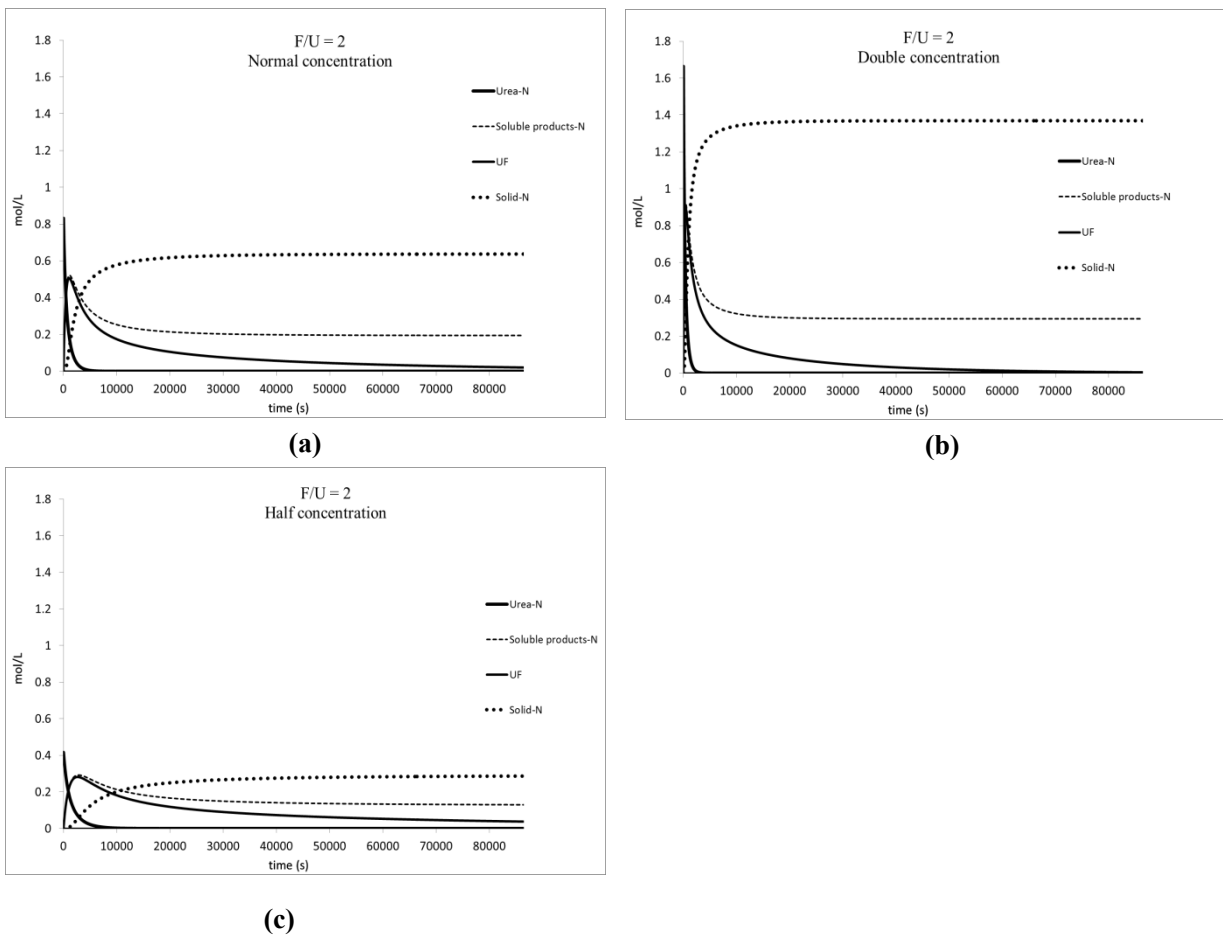 F/U = 2
Normal concentration
1.8
1.6
1.4
1.2
1
0.8
0.6
0.4
0.2
0
mol/L
Urea-N
Soluble products-N
UF
Solid-N
0 10000 20000 30000 40000 50000 60000 70000 80000
time (s)
(a)
F/U = 2
Double concentration
1.8
1.6
1.4
1.2
1
0.8
0.6
0.4
0.2
0
mol/L
Urea-N
Soluble products-N
UF
Solid-N
0 10000 20000 30000 40000 50000 60000 70000 80000
time (s)
(b)
F/U = 2
Half concentration
1.8
1.6
1.4
1.2
1
0.8
0.6
0.4
0.2
0
mol/L
Urea-N
Soluble products-N
UF
Solid-N
0 10000 20000 30000 40000 50000 60000 70000 80000
time (s)
(c)